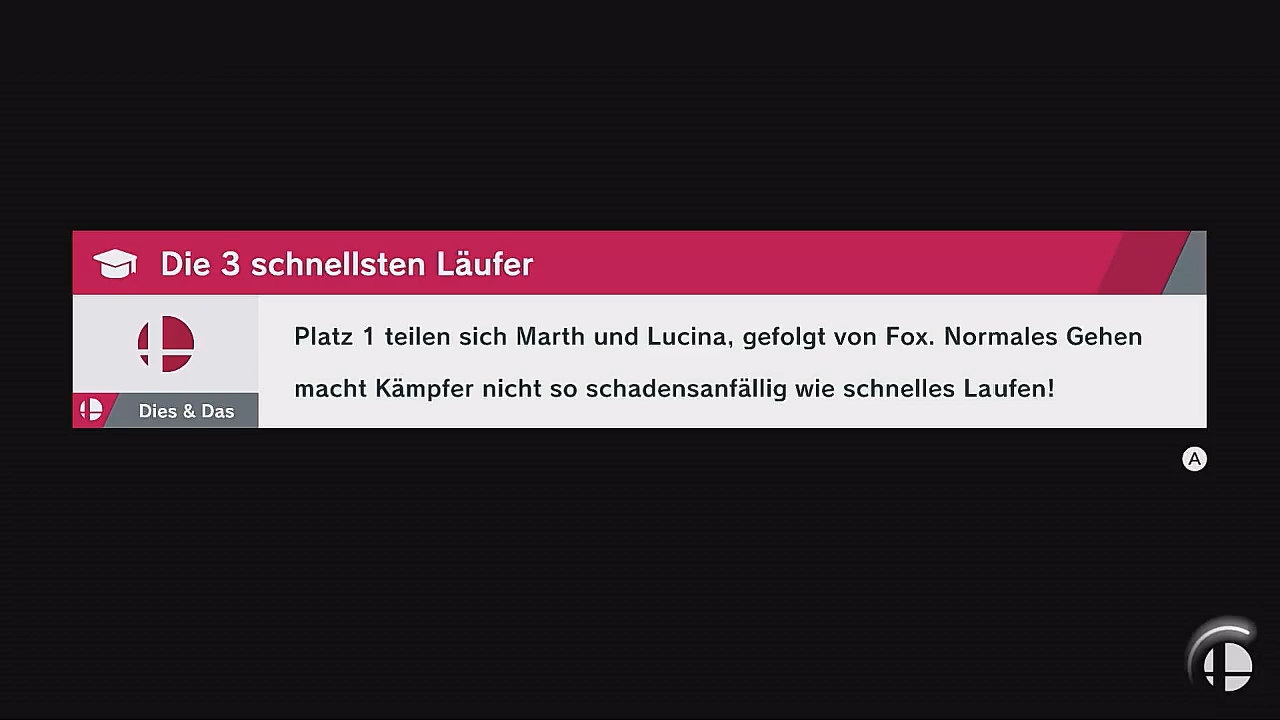 Die 3 schnellsten Läufer
Platz 1 teilen sich Marth und Lucina, gefolgt von Fox. Normales Gehen
macht Kämpfer nicht so schadensanfällig wie schnelles Laufen!
Dies & Das
A